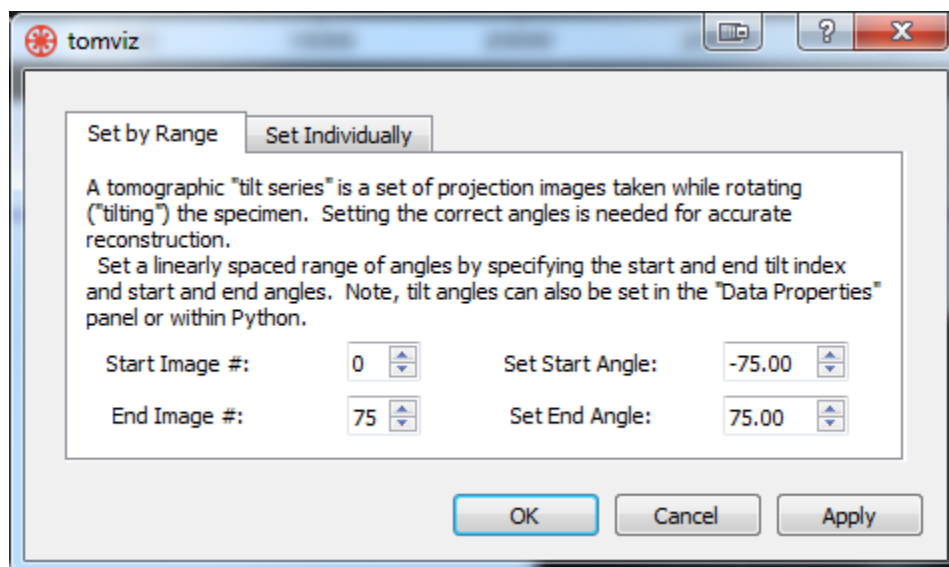 tomviz
Set by Range
Set Individually
A tomographic "tilt series" is a set of projection images taken while rotating
("tilting") the specimen.  Setting the correct angles is needed for accurate
reconstruction.
Set a linearly spaced range of angles by specifying the start and end tilt index
and start and end angles.  Note, tilt angles can also be set in the "Data Properties"
panel or within Python.
Start Image #: 0 Set Start Angle: -75.00
End Image #: 75 Set End Angle: 75.00
OK Cancel Apply